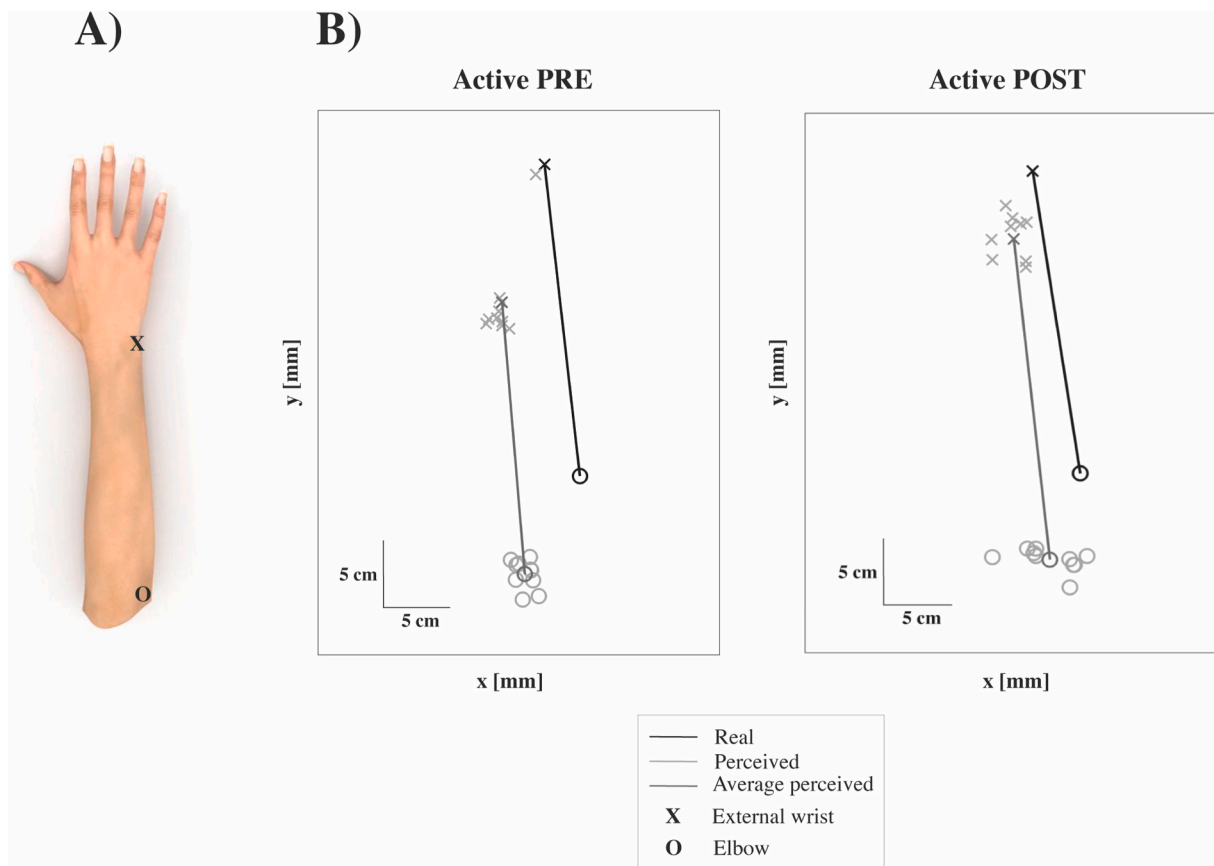 A)
B)
Active PRE
Active POST
X
O
y [mm]
5 cm
5 cm
x [mm]
y [mm]
5 cm
5 cm
x [mm]
Real
Perceived
Average perceived
X External wrist
O Elbow